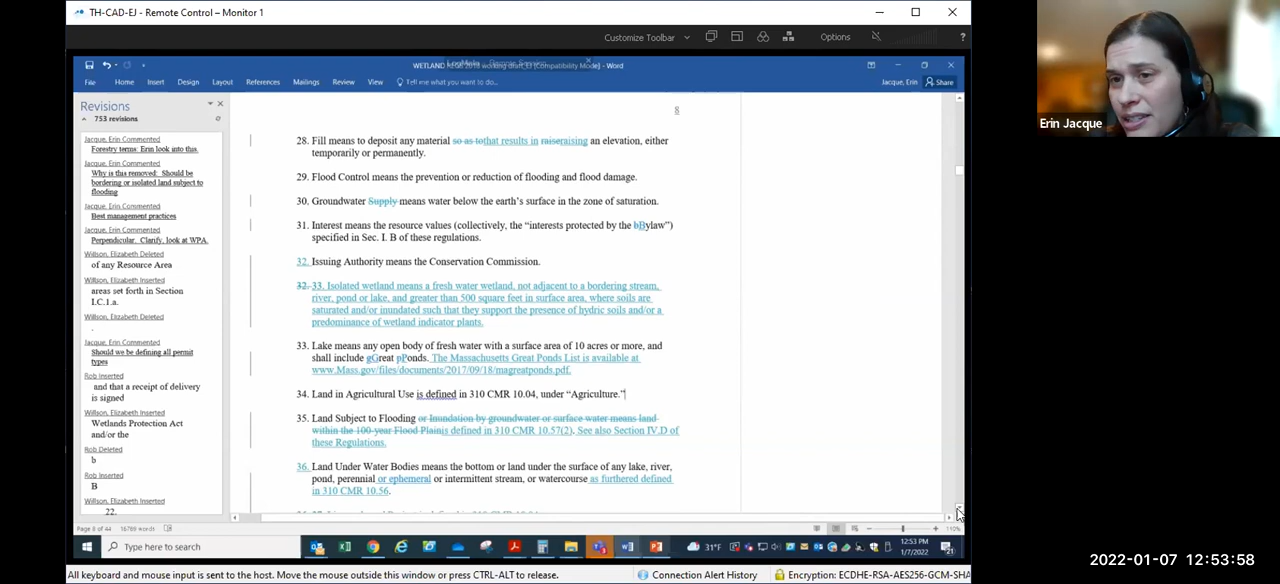 TH-CAD-EJ - Remote Control – Monitor 1
Customize Toolbar
Options
?
[Compatibility Mode] - Word
File Home Insert Design Layout References Mailings Review View Tell me what you want to do...
Jacque, Erin Share
Revisions
753 revisions
Jacque, Erin Commented
Forestry terms: Erin look into this.
Jacque, Erin Commented
Why is this removed: Should be
bordering or isolated land subject to
flooding
Jacque, Erin Commented
Best management practices
Jacque, Erin Commented
Perpendicular. Clarify, look at WPA.
Willson, Elizabeth Deleted
of any Resource Area
Willson, Elizabeth Inserted
areas set forth in Section
I.C.1.a.
Willson, Elizabeth Deleted
.
Jacque, Erin Commented
Should we be defining all permit
types
Rob Inserted
and that a receipt of delivery
is signed
Willson, Elizabeth Inserted
Wetlands Protection Act
and/or the
Rob Deleted
b
Rob Inserted
B
Willson, Elizabeth Inserted
22.
8
28. Fill means to deposit any material so as tothat results in raiseraising an elevation, either
temporarily or permanently.
29. Flood Control means the prevention or reduction of flooding and flood damage.
30. Groundwater Supply means water below the earth's surface in the zone of saturation.
31. Interest means the resource values (collectively, the “interests protected by the bBylaw”)
specified in Sec. I. B of these regulations.
32. Issuing Authority means the Conservation Commission.
32. 33. Isolated wetland means a fresh water wetland, not adjacent to a bordering stream,
river, pond or lake, and greater than 500 square feet in surface area, where soils are
saturated and/or inundated such that they support the presence of hydric soils and/or a
predominance of wetland indicator plants.
33. Lake means any open body of fresh water with a surface area of 10 acres or more, and
shall include gGreat pPonds. The Massachusetts Great Ponds List is available at
www.Mass.gov/files/documents/2017/09/18/magreatponds.pdf.
34. Land in Agricultural Use is defined in 310 CMR 10.04, under “Agriculture.”
35. Land Subject to Flooding or Inundation by groundwater or surface water means land
within the 100-year Flood Plainis defined in 310 CMR 10.57(2). See also Section IV.D of
these Regulations.
36. Land Under Water Bodies means the bottom or land under the surface of any lake, river,
pond, perennial or ephemeral or intermittent stream, or watercourse as furthered defined
in 310 CMR 10.56.
Page 8 of 44 16788 words
110%
Type here to search
31°F
12:53 PM
1/7/2022
21
All keyboard and mouse input is sent to the host. Move the mouse outside this window or press CTRL-ALT to release.
Connection Alert History
Encryption: ECDHE-RSA-AES256-GCM-SHA
Erin Jacque
2022-01-07 12:53:58